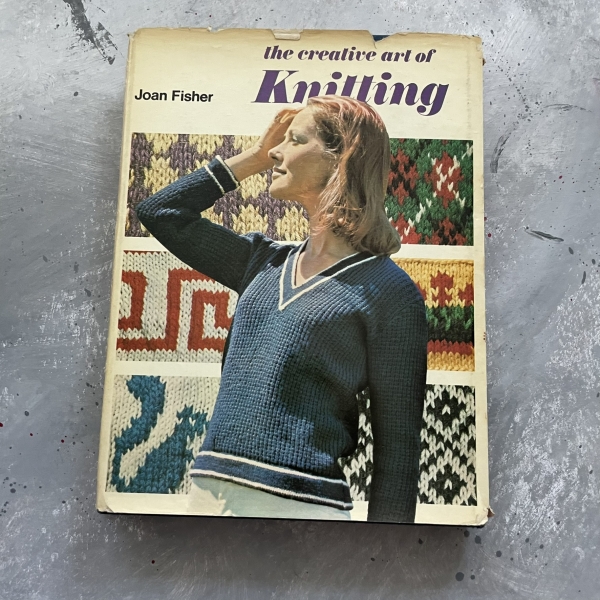 the creative art of
Knitting
Joan Fisher